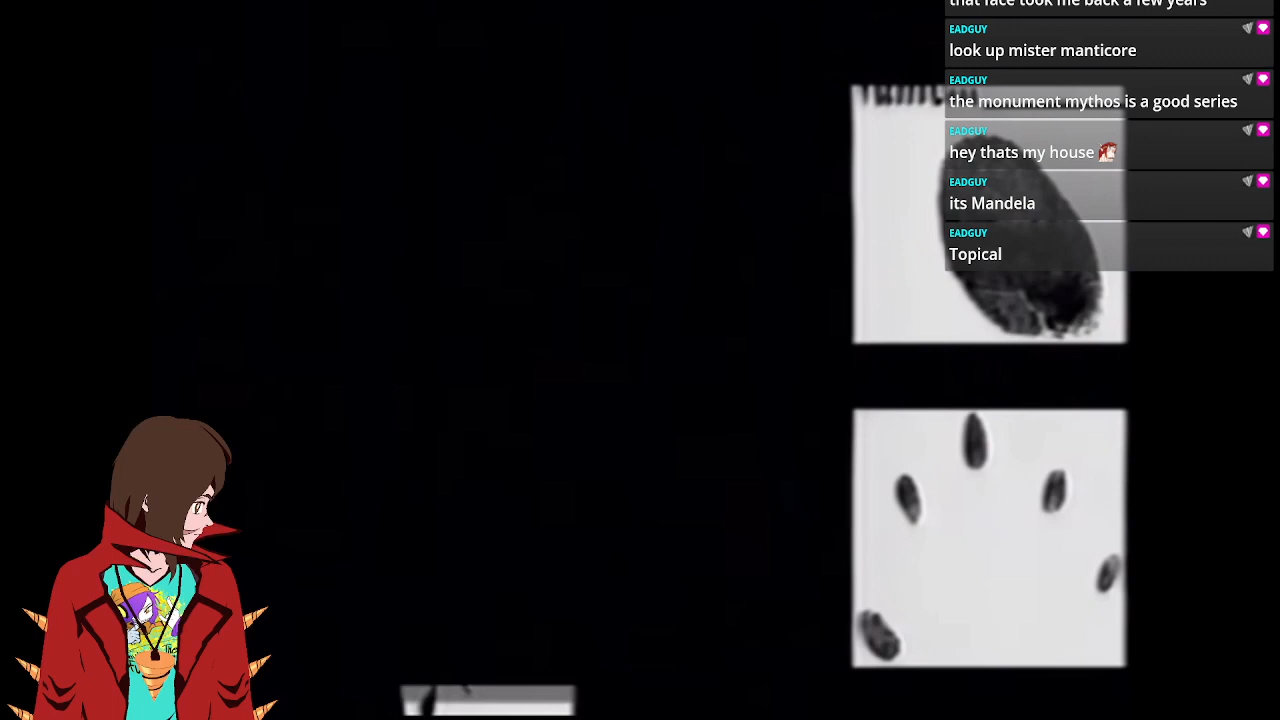 that face took me back a few years
EADGUY
look up mister manticore
EADGUY
the monument mythos is a good series
EADGUY
hey thats my house
EADGUY
its Mandela
EADGUY
Topical